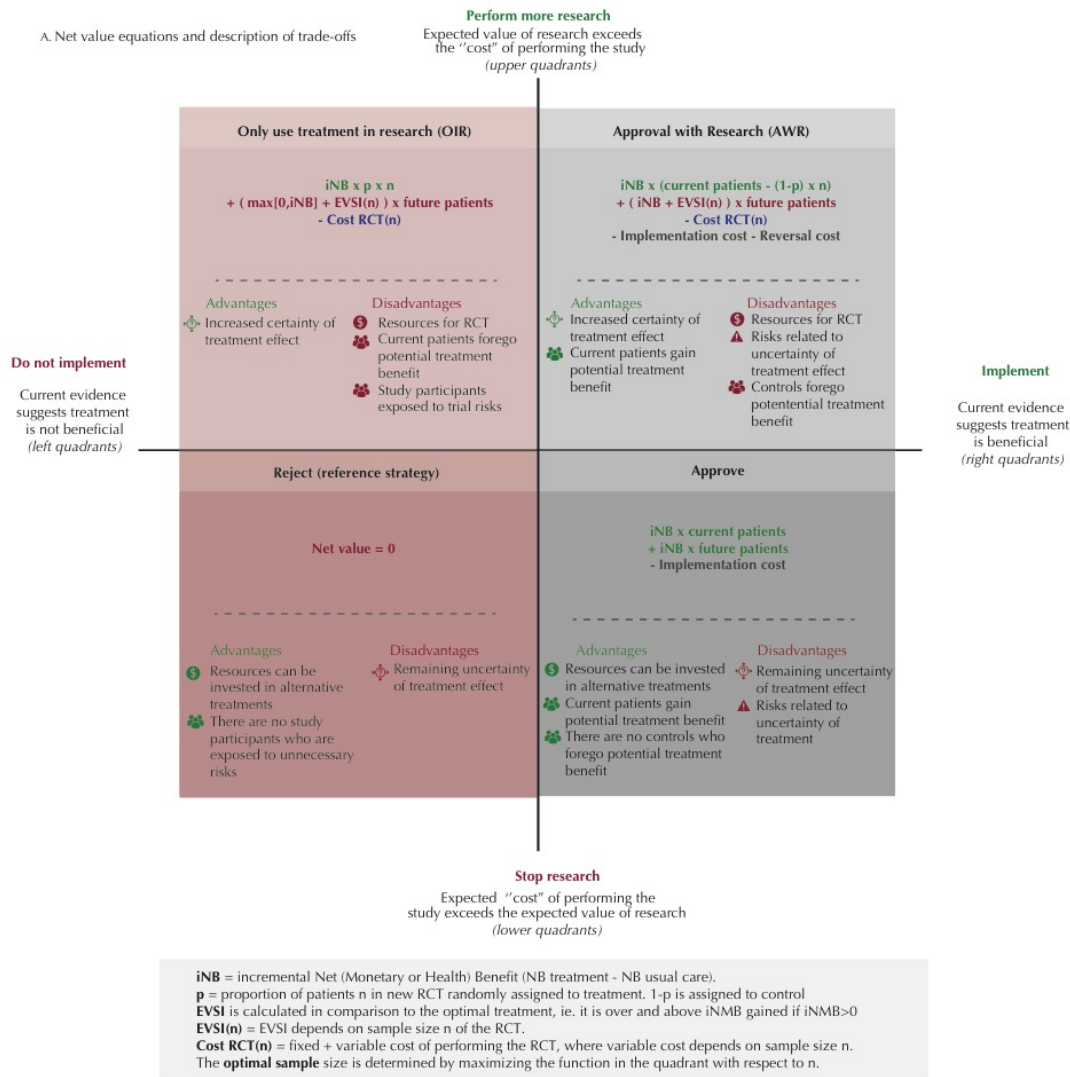 A. Net value equations and description of trade-offs
Perform more research
Expected value of research exceeds
the ‘’cost” of performing the study
(upper quadrants)
Only use treatment in research (OIR)
iNB x p x n
+ ( max[0,iNB] + EVSI(n) ) x future patients
- Cost RCT(n)
Advantages
Increased certainty of
treatment effect
Disadvantages
Resources for RCT
Current patients forego
potential treatment
benefit
Study participants
exposed to trial risks
Approval with Research (AWR)
iNB x (current patients - (1-p) x n)
+ ( iNB + EVSI(n) ) x future patients
- Cost RCT(n)
- Implementation cost - Reversal cost
Advantages
Increased certainty of
treatment effect
Current patients gain
potential treatment
benefit
Disadvantages
Resources for RCT
Risks related to
uncertainty of
treatment effect
Controls forego
potentential treatment
benefit
Do not implement
Current evidence
suggests treatment
is not beneficial
(left quadrants)
Implement
Current evidence
suggests treatment
is beneficial
(right quadrants)
Reject (reference strategy)
Net value = 0
Advantages
Resources can be
invested in alternative
treatments
There are no study
participants who are
exposed to unnecessary
risks
Disadvantages
Remaining uncertainty
of treatment effect
Approve
iNB x current patients
+ iNB x future patients
- Implementation cost
Advantages
Resources can be invested
in alternative treatments
Current patients gain
potential treatment benefit
There are no controls who
forego potential treatment
benefit
Disadvantages
Remaining uncertainty
of treatment effect
Risks related to
uncertainty of
treatment
Stop research
Expected ‘’cost” of performing the
study exceeds the expected value of research
(lower quadrants)
iNB = incremental Net (Monetary or Health) Benefit (NB treatment - NB usual care).
p = proportion of patients n in new RCT randomly assigned to treatment. 1-p is assigned to control
EVSI is calculated in comparison to the optimal treatment, ie. it is over and above iNMB gained if iNMB>0
EVSI(n) = EVSI depends on sample size n of the RCT.
Cost RCT(n) = fixed + variable cost of performing the RCT, where variable cost depends on sample size n.
The optimal sample size is determined by maximizing the function in the quadrant with respect to n.